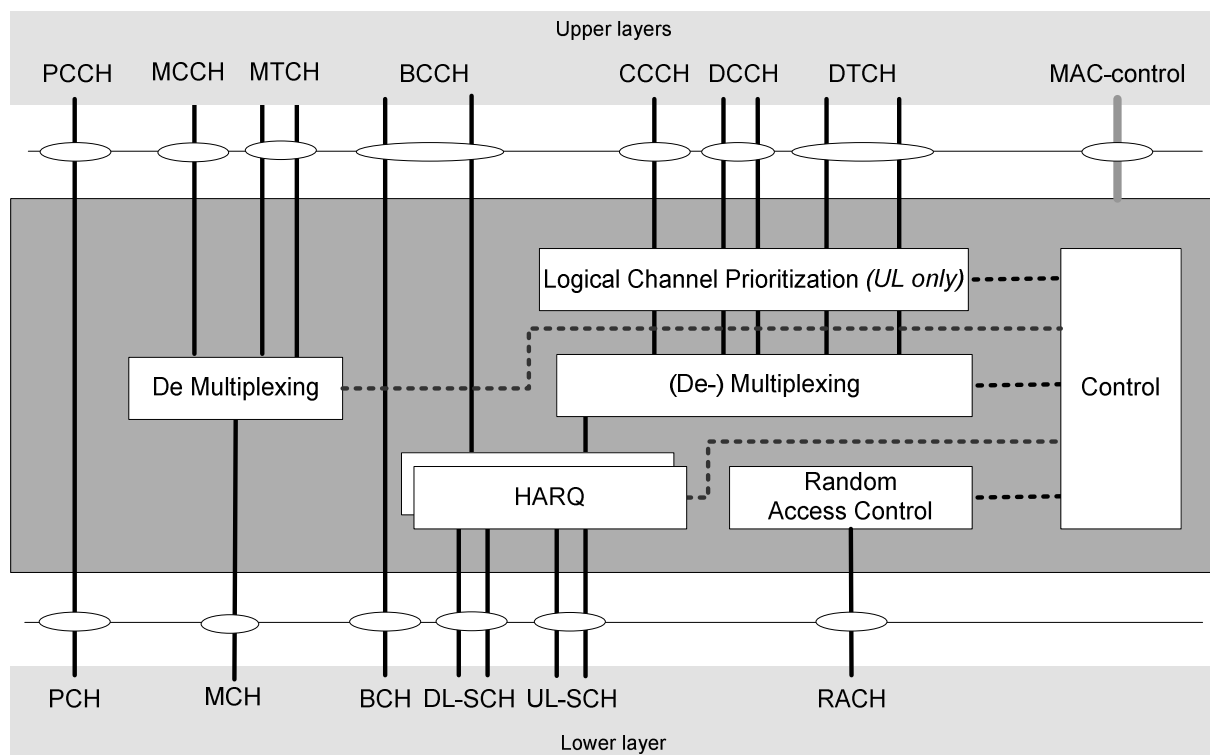 Upper layers
PCCH MCCH MTCH BCCH CCCH DCCH DTCH MAC-control
Logical Channel Prioritization (UL only)
De Multiplexing
(De-) Multiplexing
Control
HARQ
Random
Access Control
PCH MCH BCH DL-SCH UL-SCH RACH
Lower layer